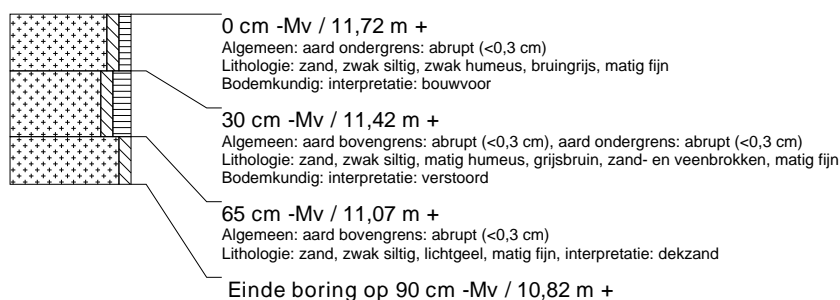 0 cm -Mv / 11,72 m +
Algemeen: aard ondergrens: abrupt (<0,3 cm)
Lithologie: zand, zwak siltig, zwak humeus, bruingrijs, matig fijn
Bodemkundig: interpretatie: bouwvoor
30 cm -Mv / 11,42 m +
Algemeen: aard bovengrens: abrupt (<0,3 cm), aard ondergrens: abrupt (<0,3 cm)
Lithologie: zand, zwak siltig, matig humeus, grijsbruin, zand- en veenbrokken, matig fijn
Bodemkundig: interpretatie: verstoord
65 cm -Mv / 11,07 m +
Algemeen: aard bovengrens: abrupt (<0,3 cm)
Lithologie: zand, zwak siltig, lichtgeel, matig fijn, interpretatie: dekzand
Einde boring op 90 cm -Mv / 10,82 m +